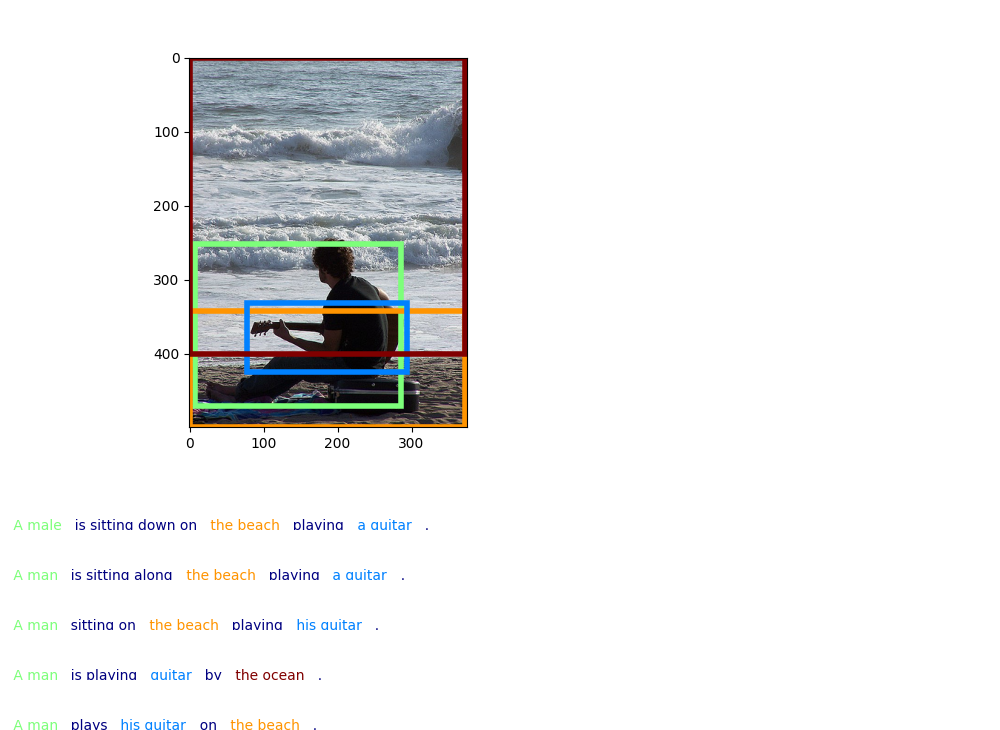 0
100
200
300
400
0 100 200 300
A male is sitting down on the beach playing a guitar .
A man is sitting along the beach playing a guitar .
A man sitting on the beach playing his guitar .
A man is playing guitar by the ocean .
A man plays his guitar on the beach .